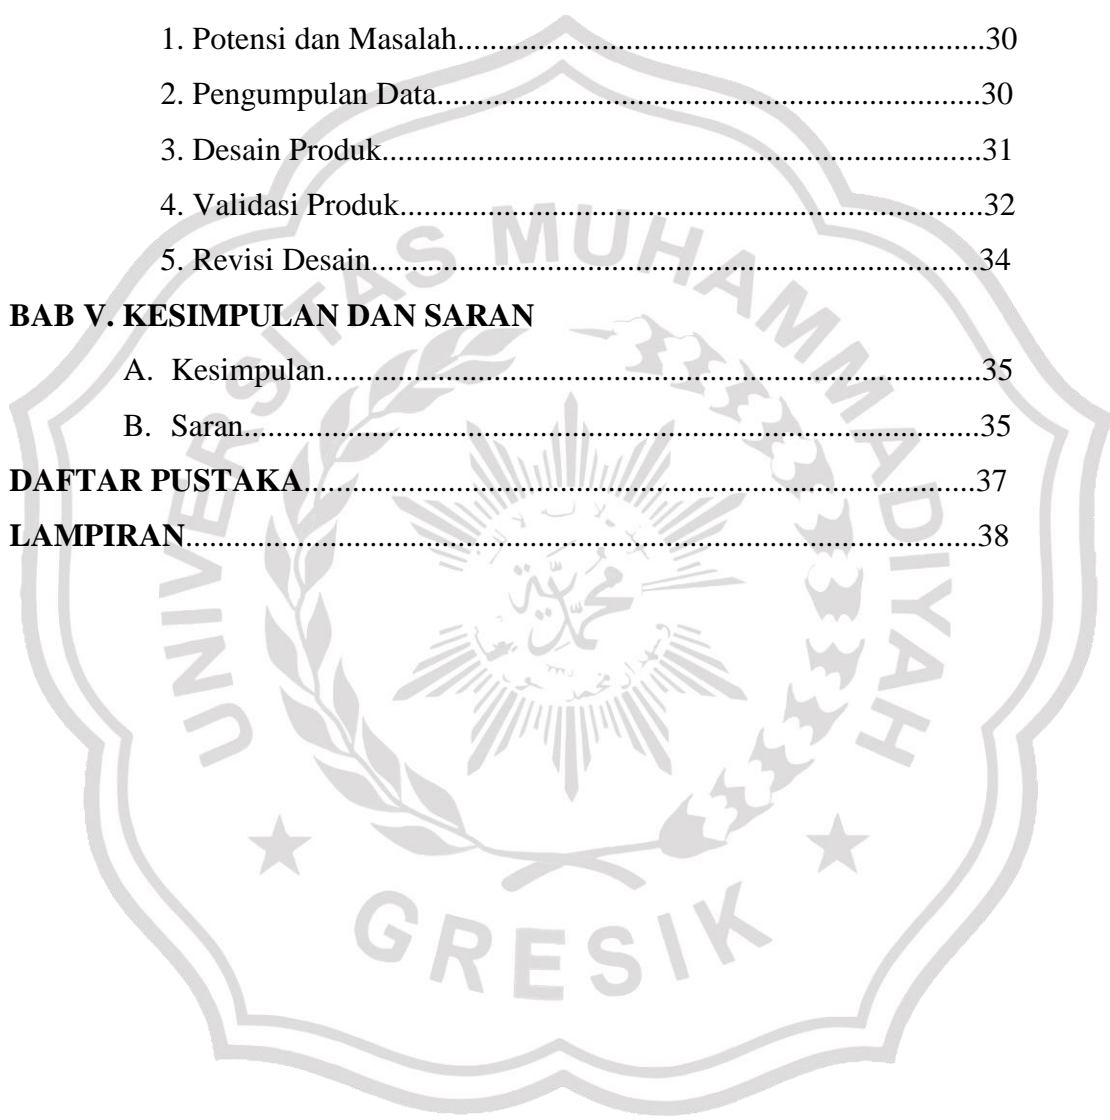 1. Potensi dan Masalah.................................................................30
2. Pengumpulan Data...................................................................30
3. Desain Produk..........................................................................31
4. Validasi Produk........................................................................32
5. Revisi Desain...........................................................................34
BAB V. KESIMPULAN DAN SARAN
A. Kesimpulan.................................................................................35
B. Saran...........................................................................................35
DAFTAR PUSTAKA...................................................................................37
LAMPIRAN..................................................................................................38
UNIVERSITAS MUHAMMADIYAH
GRESIK